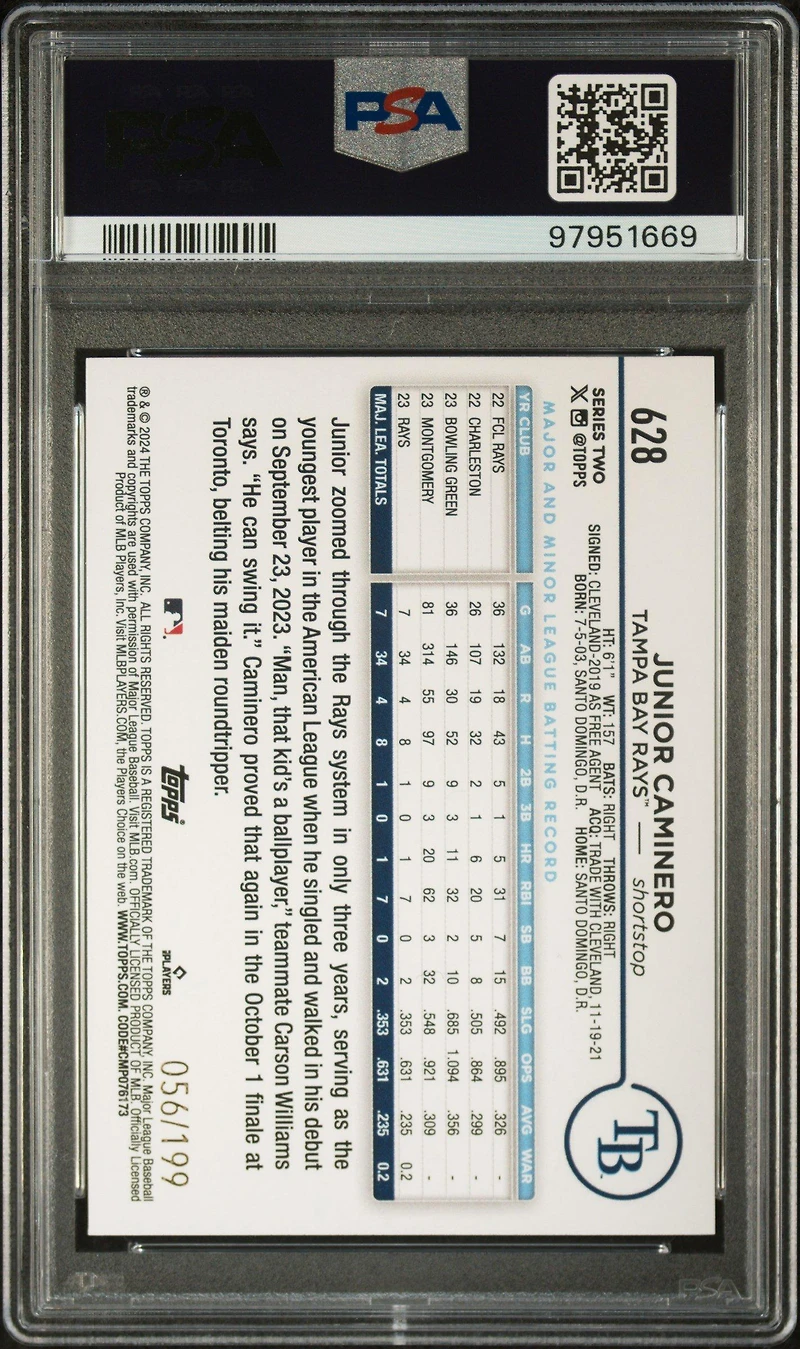 PSA
97951669
628
JUNIOR CAMINERO
TAMPA BAY RAYS™ — shortstop
SERIES TWO
X @TOPPS
HT: 6'1" WT: 157 BATS: RIGHT THROWS: RIGHT
SIGNED: CLEVELAND-2019 AS FREE AGENT ACQ: TRADE WITH CLEVELAND, 11-19-21
BORN: 7-5-03, SANTO DOMINGO, D.R. HOME: SANTO DOMINGO, D.R.
TB
MAJOR AND MINOR LEAGUE BATTING RECORD
YR CLUB G AB R H 2B 3B HR RBI SB BB SLG OPS AVG WAR
22 FCL RAYS 36 132 18 43 5 1 5 31 7 15 .492 .895 .326 -
22 CHARLESTON 26 107 19 32 2 1 6 20 5 8 .505 .864 .299 -
23 BOWLING GREEN 36 146 30 52 9 3 11 32 2 10 .685 1.094 .356 -
23 MONTGOMERY 81 314 55 97 9 3 20 62 3 32 .548 .921 .309 -
23 RAYS 7 34 4 8 1 0 1 7 0 2 .353 .631 .235 0.2
MAJ. LEA. TOTALS 7 34 4 8 1 0 1 7 0 2 .353 .631 .235 0.2
Junior zoomed through the Rays system in only three years, serving as the
youngest player in the American League when he singled and walked in his debut
on September 23, 2023. “Man, that kid’s a ballplayer,” teammate Carson Williams
says. “He can swing it.” Caminero proved that again in the October 1 finale at
Toronto, belting his maiden roundtripper.
topps
PLAYERS
056/199
® & © 2024 THE TOPPS COMPANY, INC. ALL RIGHTS RESERVED. TOPPS IS A REGISTERED TRADEMARK OF THE TOPPS COMPANY, INC. Major League Baseball
trademarks and copyrights are used with permission of Major League Baseball. Visit MLB.com. OFFICIALLY LICENSED PRODUCT OF MLB. Officially Licensed
Product of MLB Players, Inc. Visit MLBPLAYERS.COM, the Players Choice on the web. WWW.TOPPS.COM. CODE#CMP076173
PSA